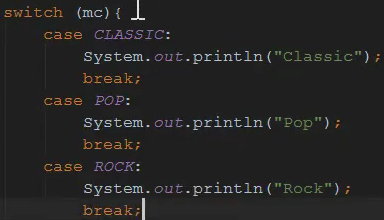 switch (mc){
    case CLASSIC:
        System.out.println("Classic");
        break;
    case POP:
        System.out.println("Pop");
        break;
    case ROCK:
        System.out.println("Rock");
        break;